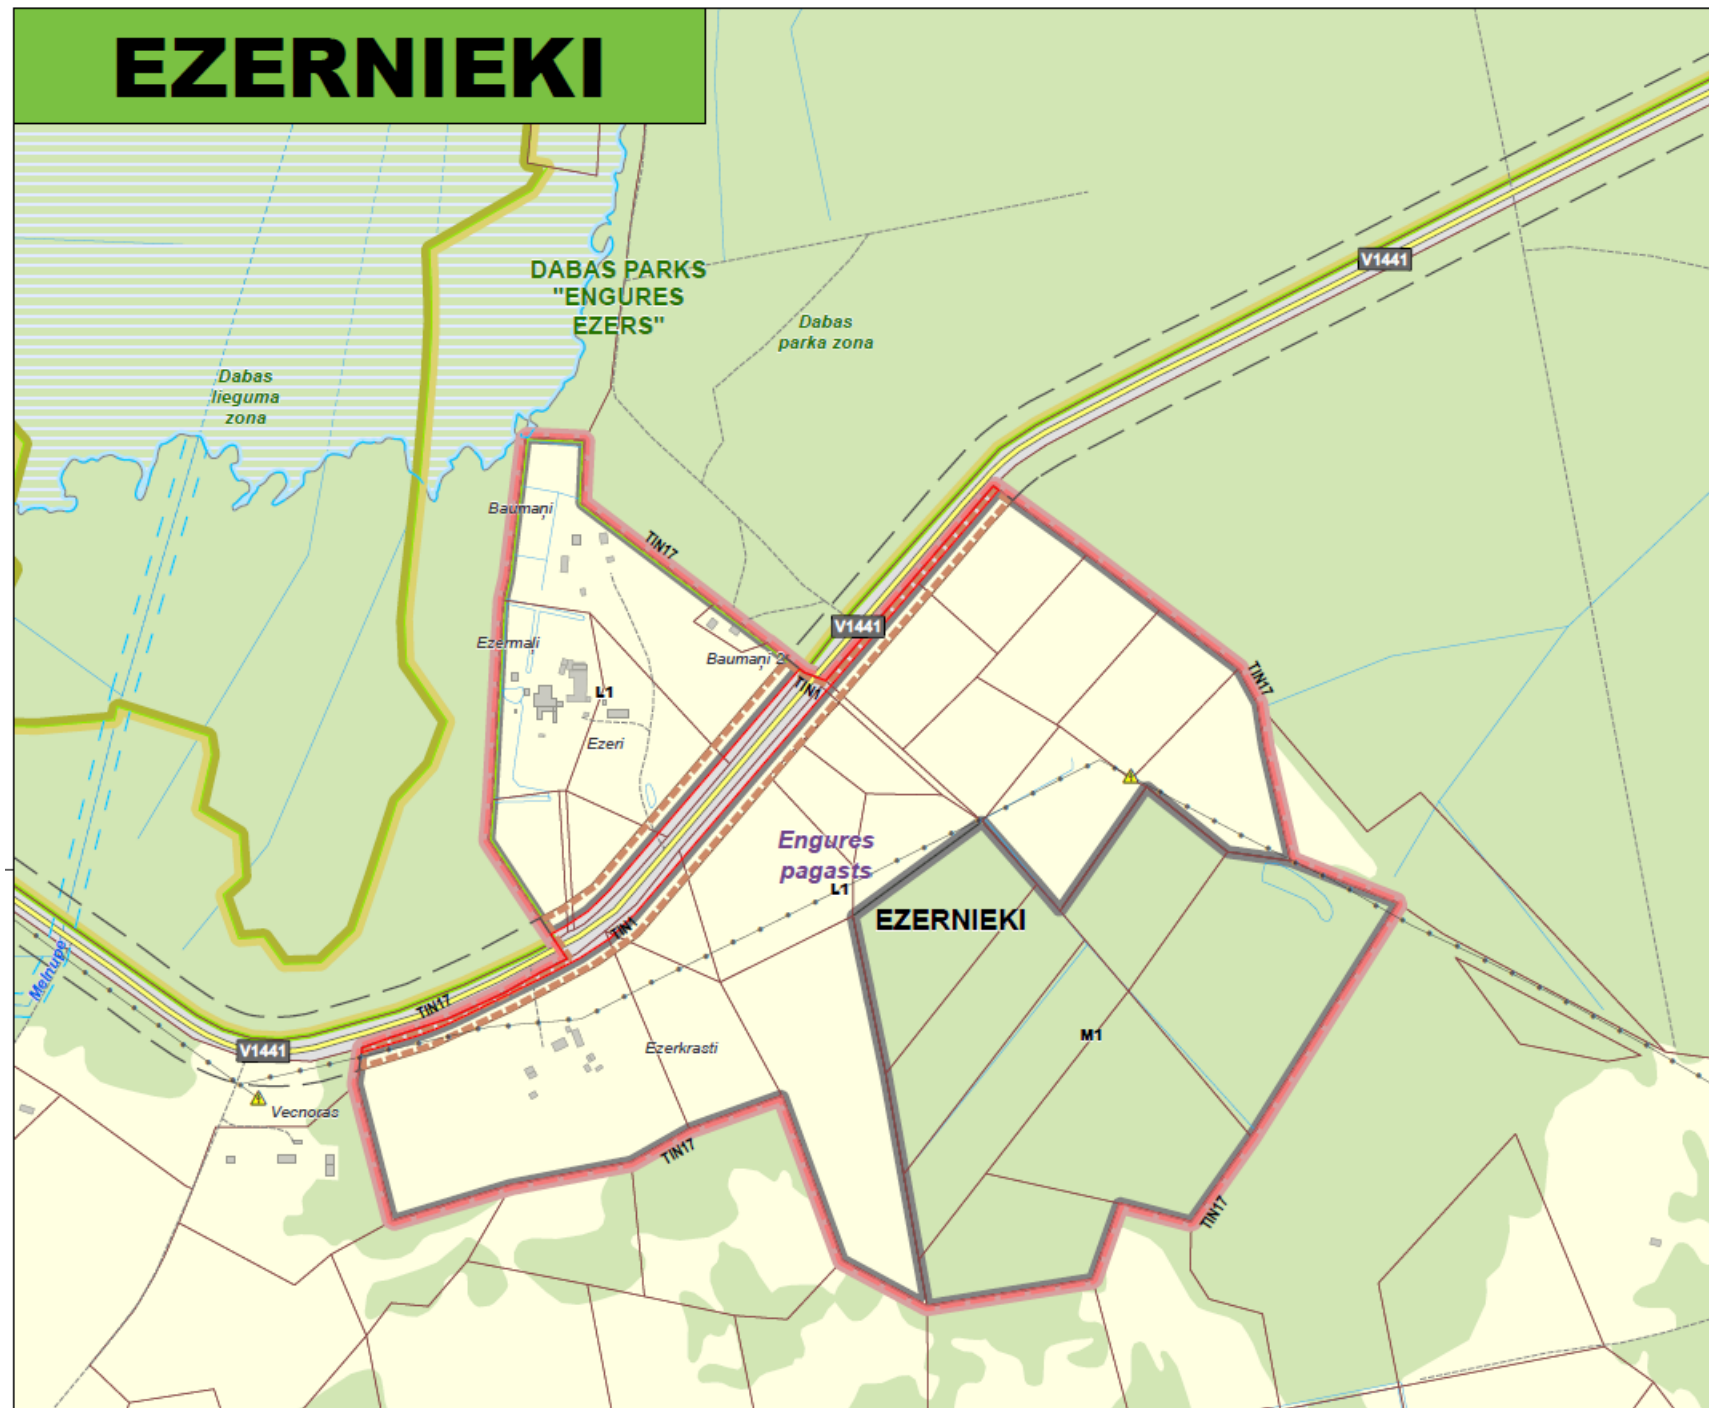 EZERNIEKI
V1441
DABAS PARKS
"ENGURES
EZERS"
Dabas
parka zona
Dabas
lieguma
zona
Baumaņi
TIN17
V1441
Ezermaļi
Baumaņi 2
TIN17
TIN1
L1
Ezeri
Engures
pagasts
L1
EZERNIEKI
TIN1
Melnupe
TIN17
V1441
M1
Ezerkrasti
Vecnoras
TIN17
TIN17